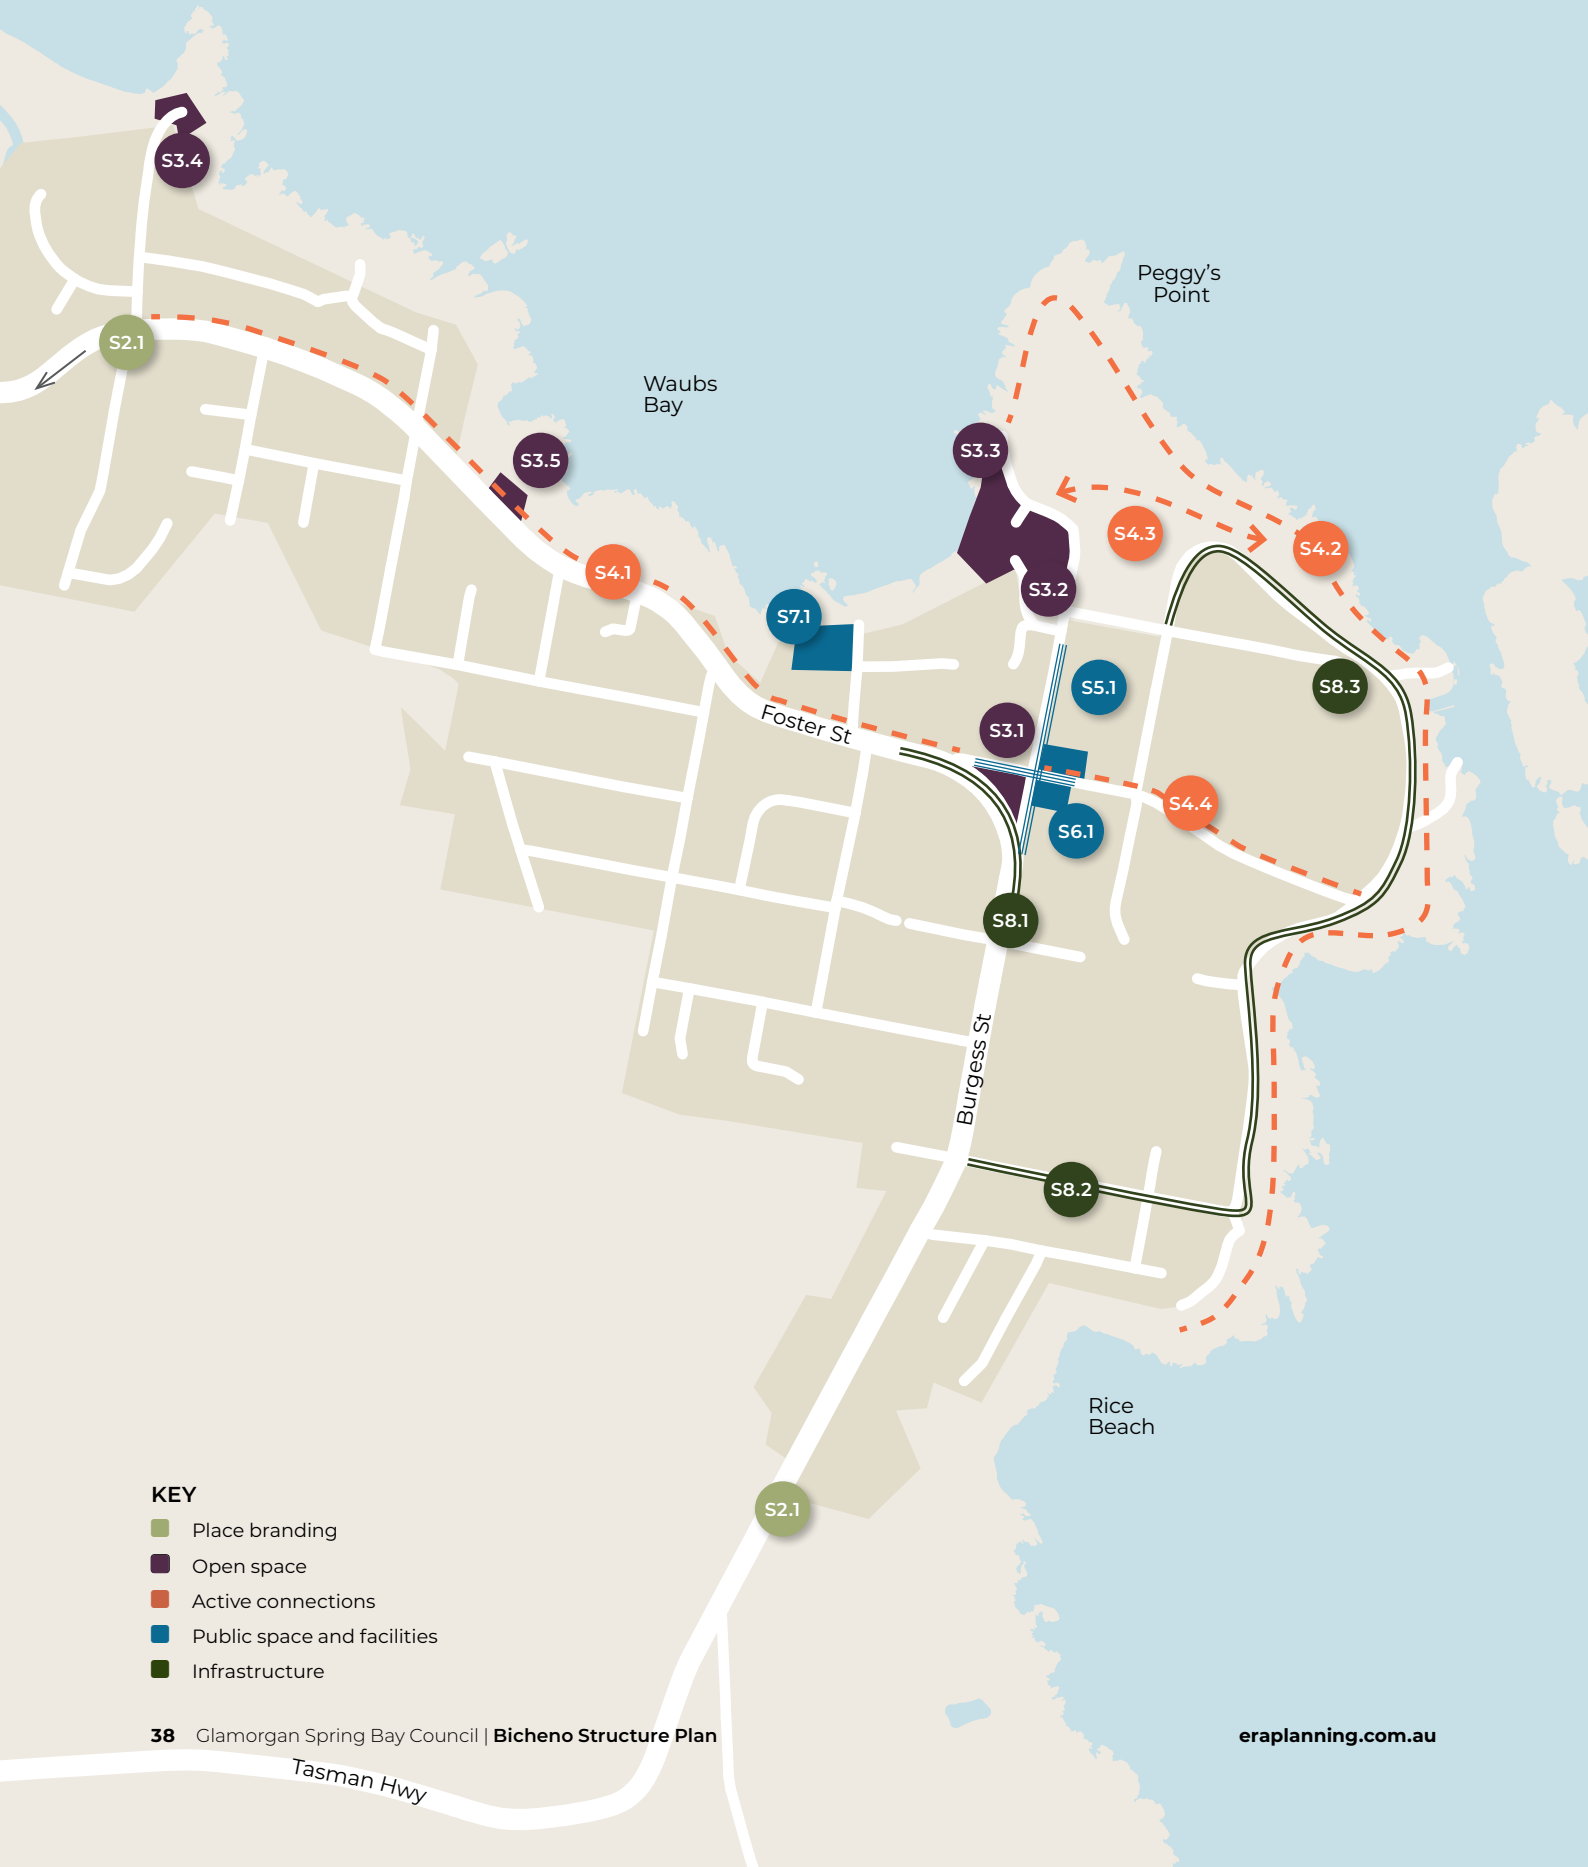 S3.4
Peggy's
Point
S2.1
Waubs
Bay
S3.5
S3.3
S4.3
S4.2
S4.1
S3.2
S7.1
S5.1
S8.3
Foster St
S3.1
S4.4
S6.1
S8.1
Burgess St
S8.2
Rice
Beach
S2.1
KEY
Place branding
Open space
Active connections
Public space and facilities
Infrastructure
38 Glamorgan Spring Bay Council | Bicheno Structure Plan
eraplanning.com.au
Tasman Hwy